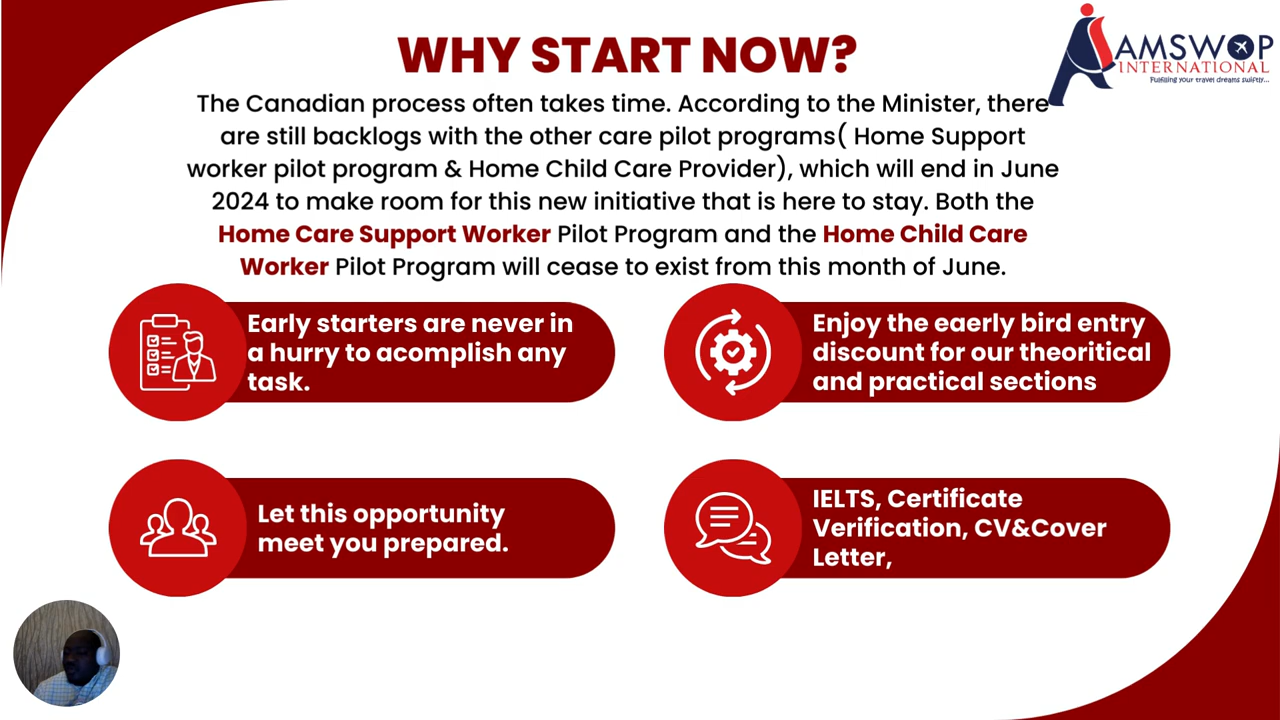 WHY START NOW?
AMSWOP
INTERNATIONAL
Fulfilling your travel dreams swiftly...
The Canadian process often takes time. According to the Minister, there
are still backlogs with the other care pilot programs( Home Support
worker pilot program & Home Child Care Provider), which will end in June
2024 to make room for this new initiative that is here to stay. Both the
Home Care Support Worker Pilot Program and the Home Child Care
Worker Pilot Program will cease to exist from this month of June.
Early starters are never in
a hurry to acomplish any
task.
Enjoy the eaerly bird entry
discount for our theoritical
and practical sections
Let this opportunity
meet you prepared.
IELTS, Certificate
Verification, CV&Cover
Letter,